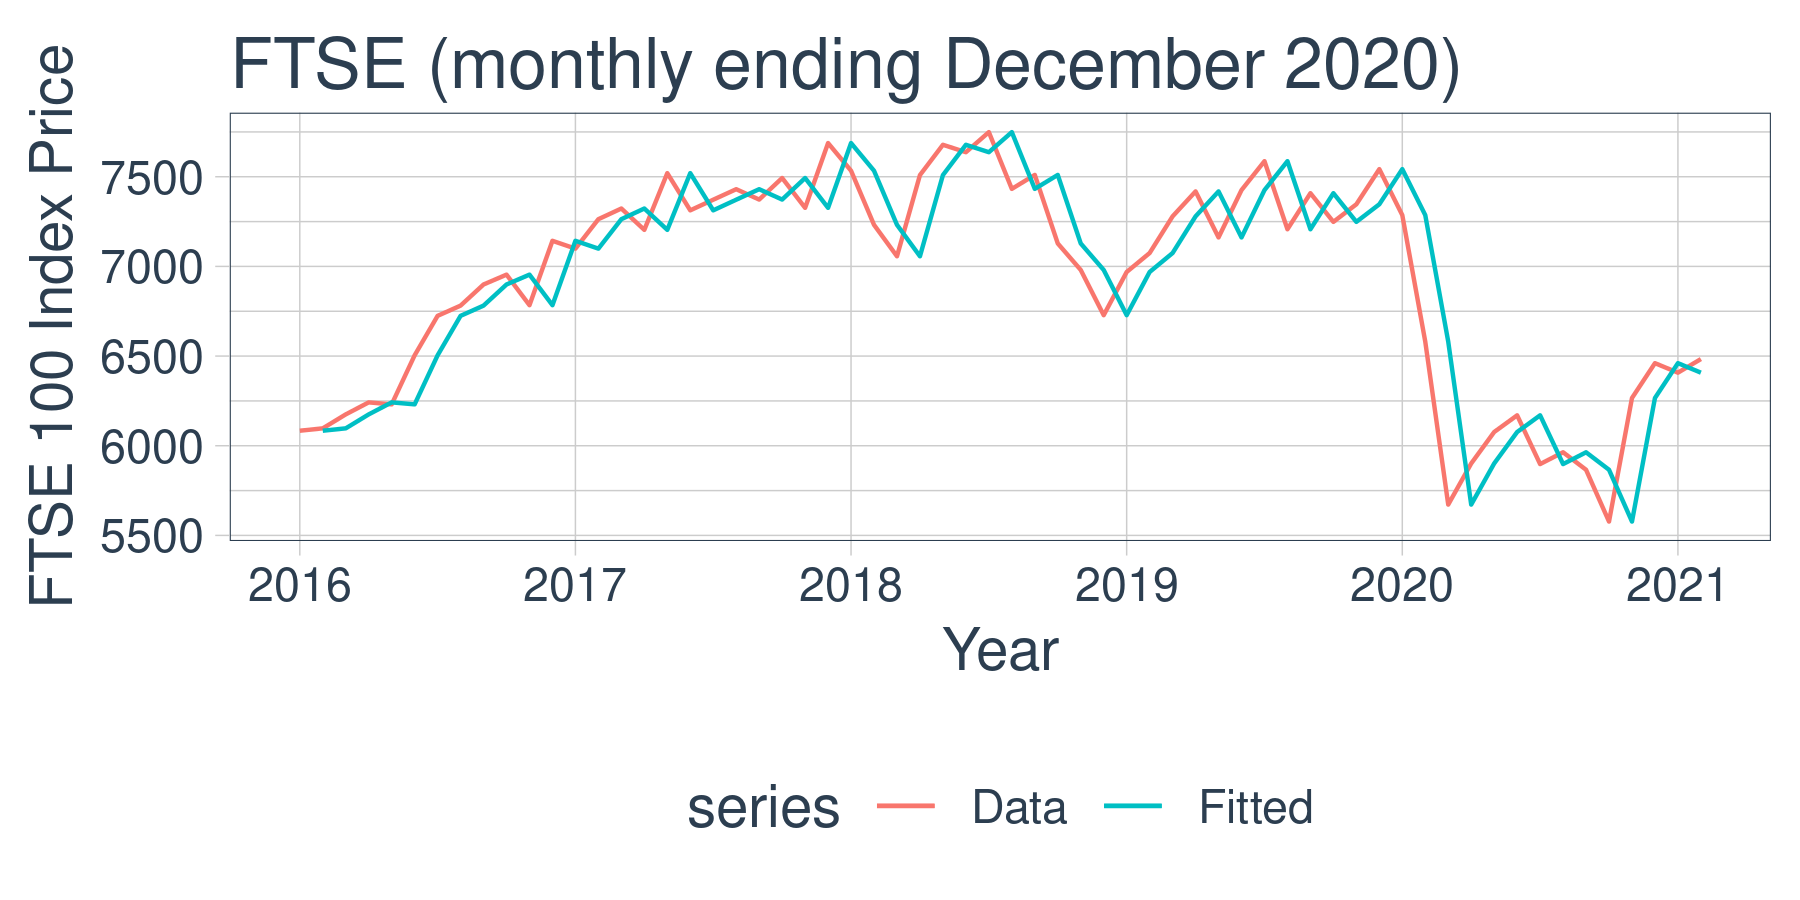 FTSE (monthly ending December 2020)
FTSE 100 Index Price
7500
7000
6500
6000
5500
2016 2017 2018 2019 2020 2021
Year
series Data Fitted